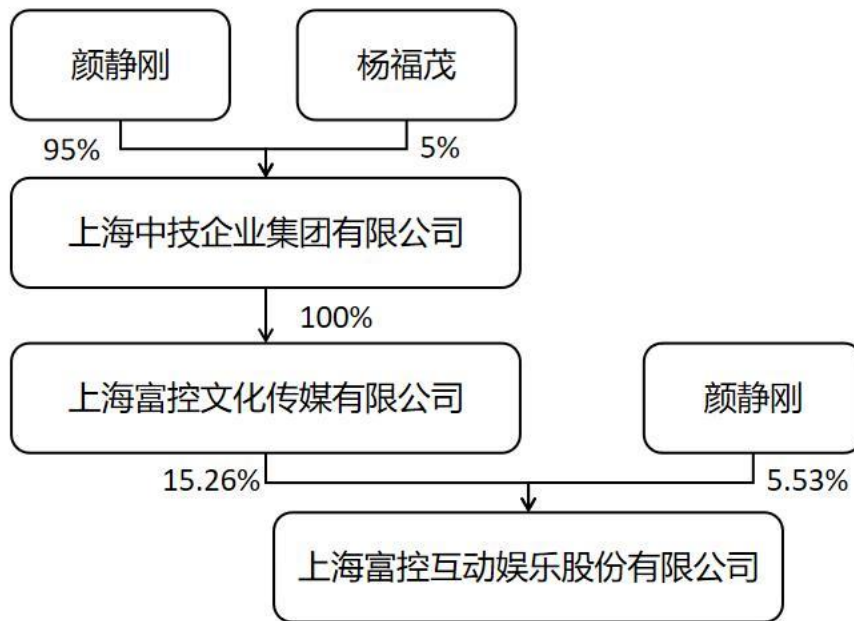 颜静刚
杨福茂
95%
5%
上海中技企业集团有限公司
100%
上海富控文化传媒有限公司
颜静刚
15.26%
5.53%
上海富控互动娱乐股份有限公司